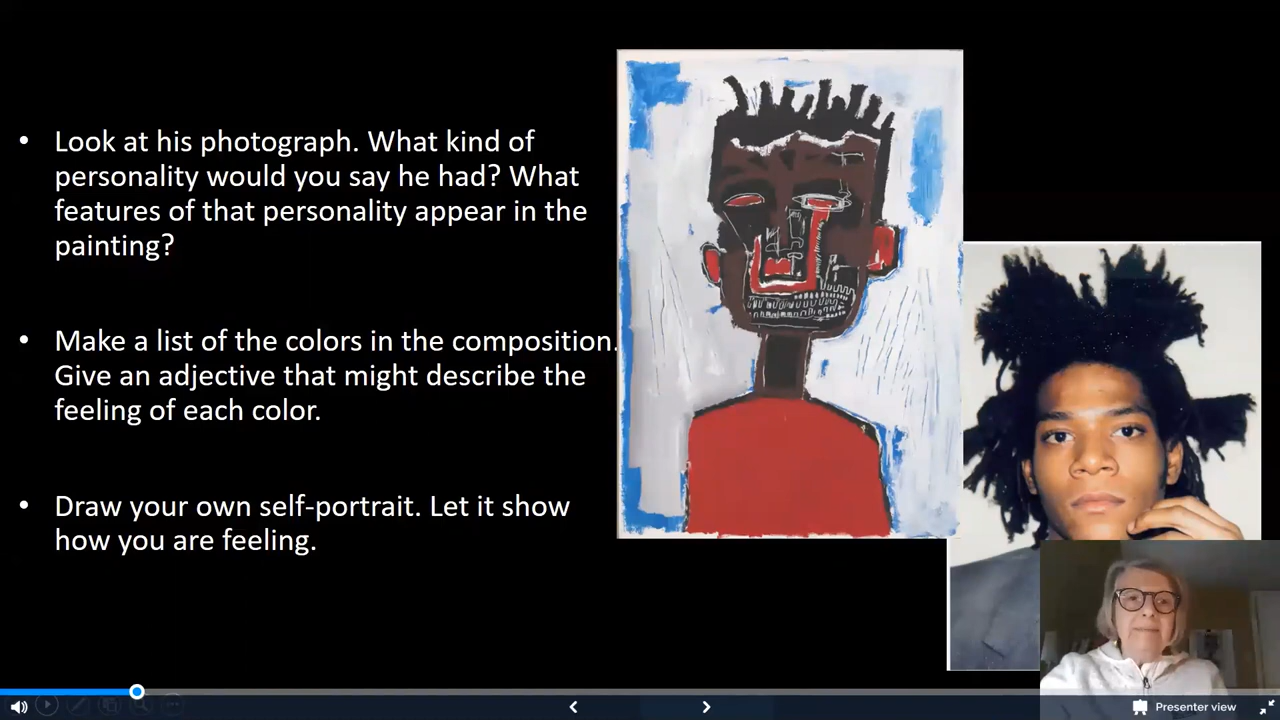 • Look at his photograph. What kind of
personality would you say he had? What
features of that personality appear in the
painting?
• Make a list of the colors in the composition.
Give an adjective that might describe the
feeling of each color.
• Draw your own self-portrait. Let it show
how you are feeling.
Presenter view